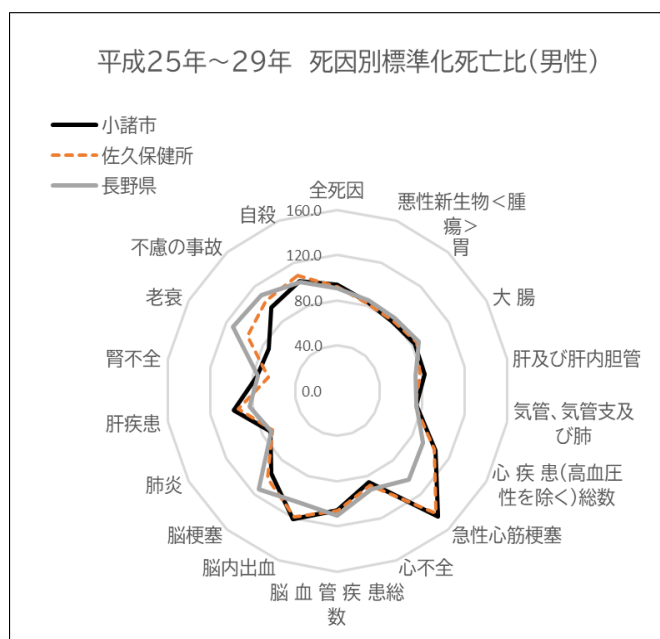 平成25年～29年 死因別標準化死亡比(男性)
小諸市
佐久保健所
長野県
全死因
悪性新生物＜腫
瘍＞
胃
大 腸
肝及び肝内胆管
気管、気管支及
び肺
心 疾 患(高血圧
性を除く)総数
急性心筋梗塞
心不全
脳 血 管 疾 患総
数
脳内出血
脳梗塞
肺炎
肝疾患
腎不全
老衰
不慮の事故
自殺
160.0
120.0
80.0
40.0
0.0